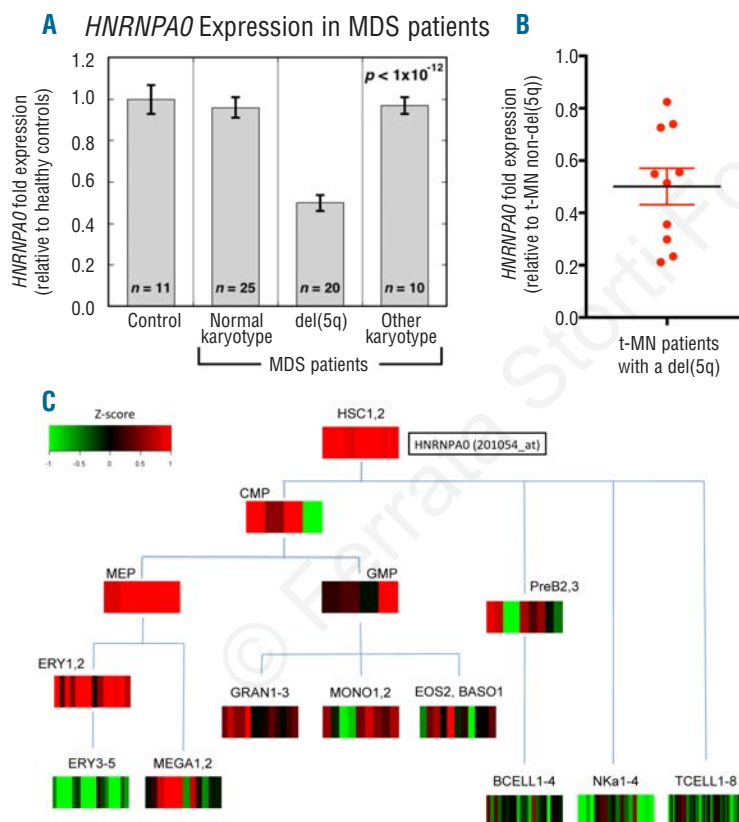 A HNRNPA0 Expression in MDS patients
HNRNPA0 fold expression
(relative to healthy controls)
1.2
1.0
0.8
0.6
0.4
0.2
0.0
p < 1x10-12
n = 11 n = 25 n = 20 n = 10
Control Normal karyotype del(5q) Other karyotype
MDS patients
B
HNRNPA0 fold expression
(relative to t-MN non-del(5q))
1.0
0.8
0.6
0.4
0.2
0.0
t-MN patients
with a del(5q)
C
Z-score
-1 -0.5 0 0.5 1
HSC1,2
HNRNPA0 (201054_at)
CMP
MEP GMP
PreB2,3
ERY1,2
GRAN1-3 MONO1,2 EOS2, BASO1
ERY3-5 MEGA1,2
BCELL1-4 NKa1-4 TCELL1-8
© Ferrata Storti Fo